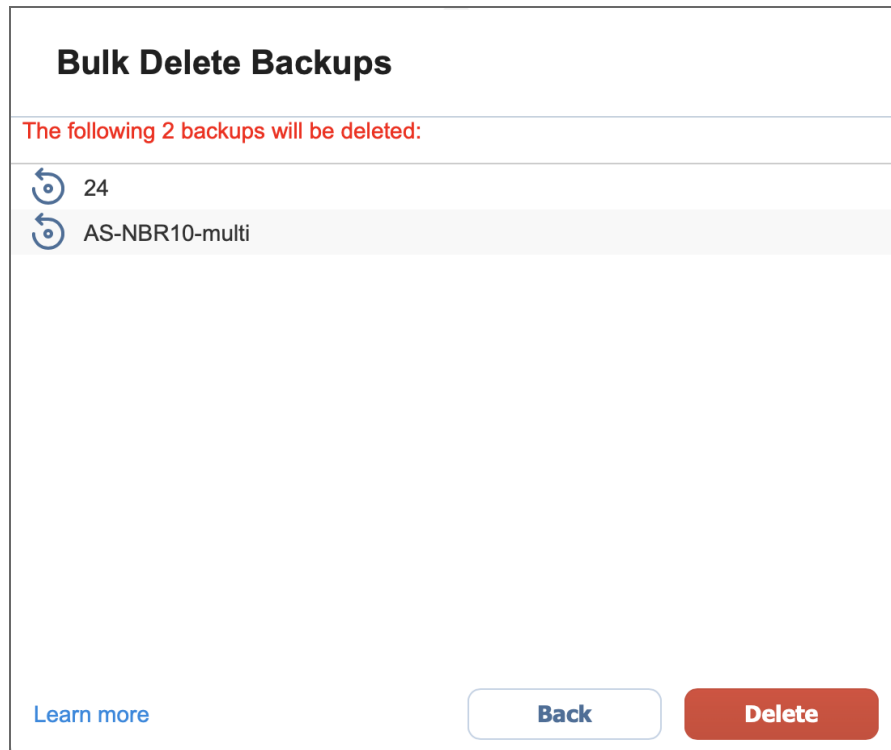 Bulk Delete Backups
The following 2 backups will be deleted:
24
AS-NBR10-multi
Learn more
Back
Delete